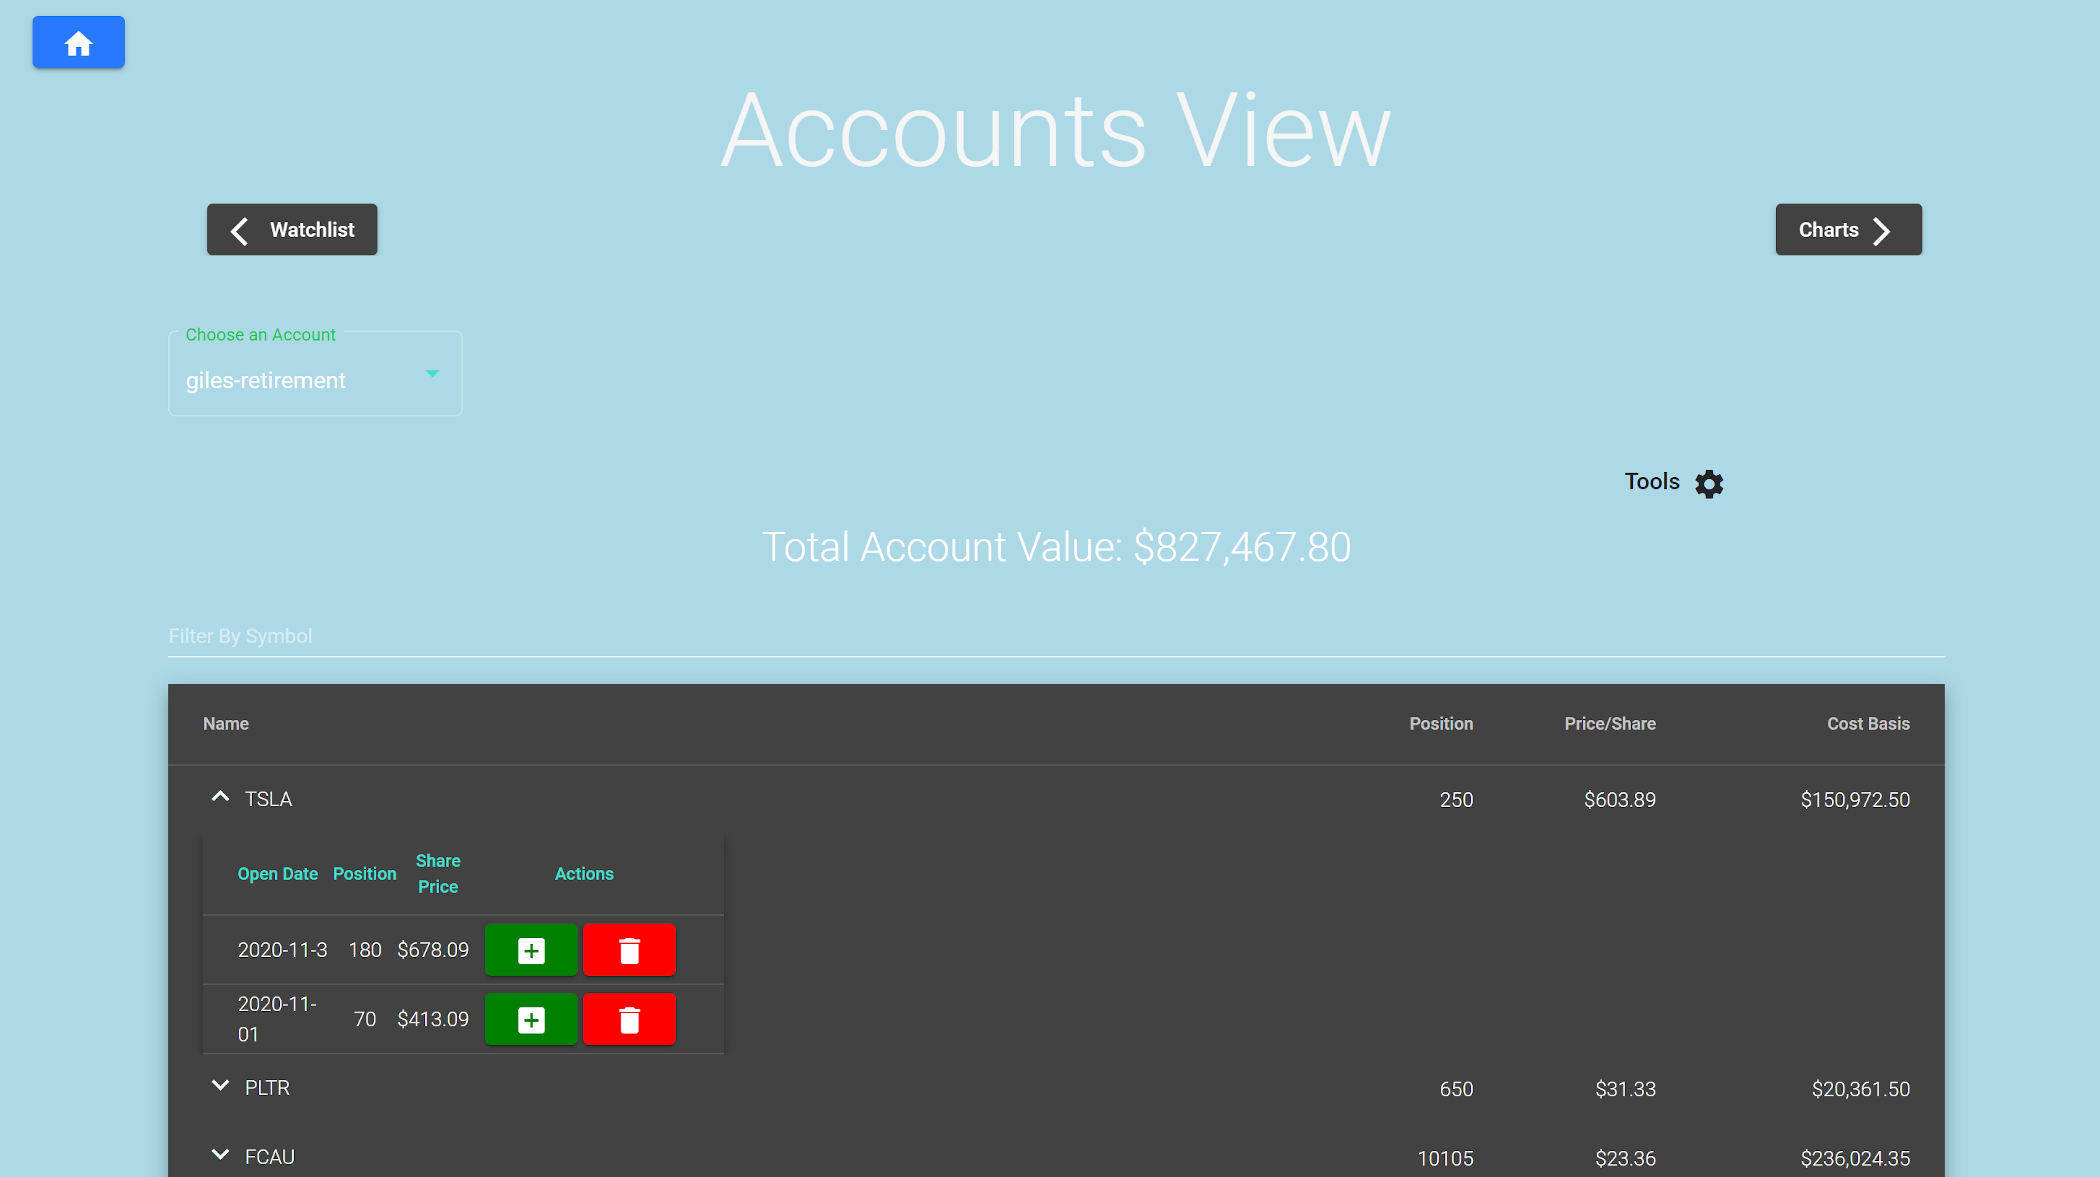 Accounts View
Watchlist
Charts
Choose an Account
giles-retirement
Tools
Total Account Value: $827,467.80
Filter By Symbol
Name Position Price/Share Cost Basis
TSLA 250 $603.89 $150,972.50
Open Date Position Share Price Actions
2020-11-3 180 $678.09
2020-11-01 70 $413.09
PLTR 650 $31.33 $20,361.50
FCAU 10105 $23.36 $236,024.35